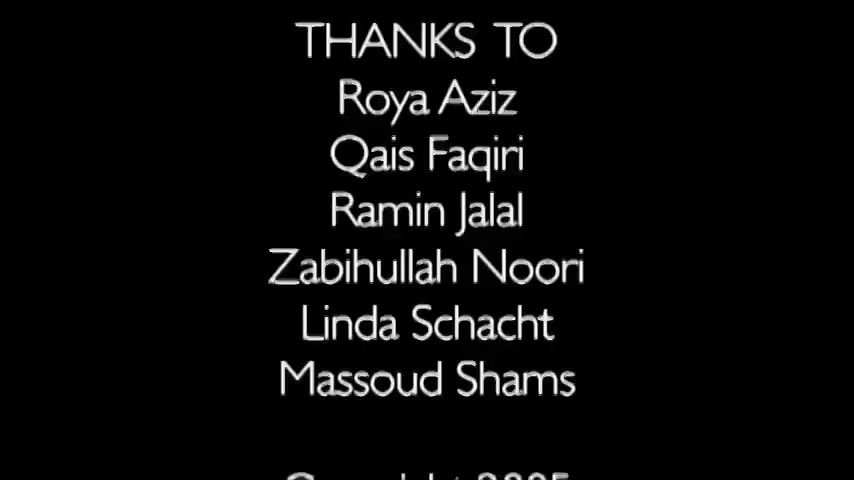 THANKS TO
Roya Aziz
Qais Faqiri
Ramin Jalal
Zabihullah Noori
Linda Schacht
Massoud Shams